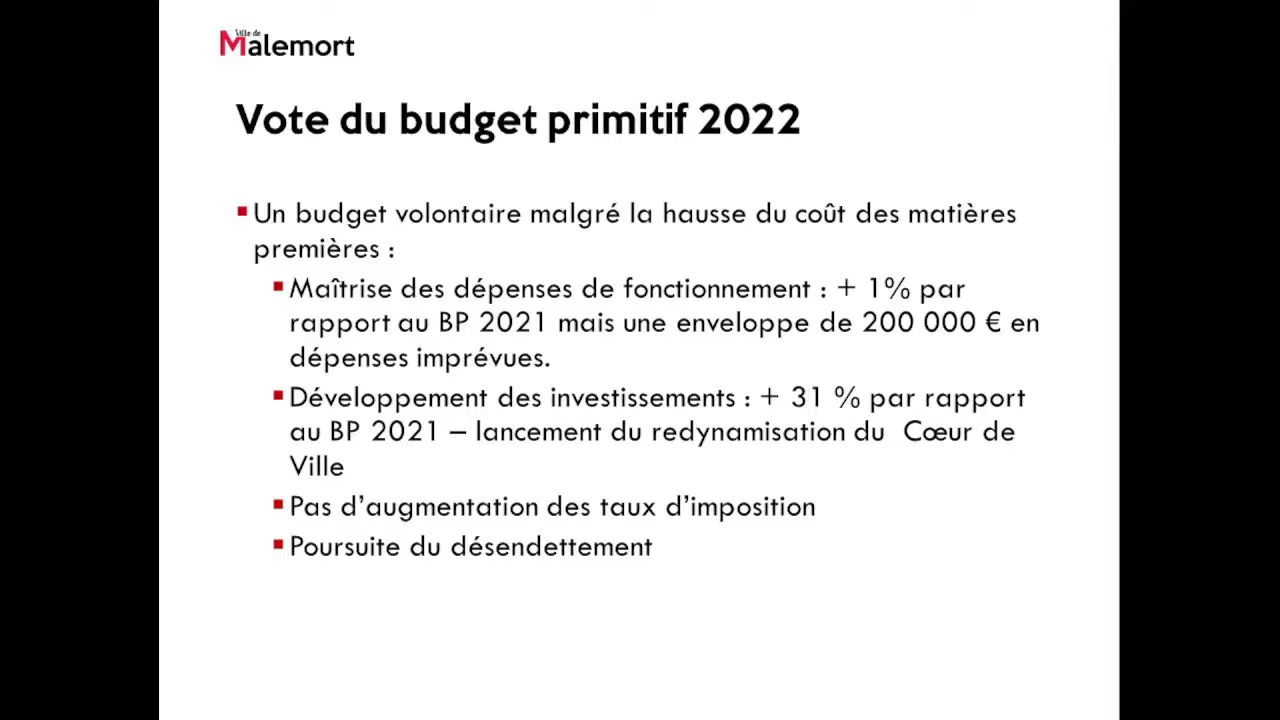 Ville de
Malemort
Vote du budget primitif 2022
Un budget volontaire malgré la hausse du coût des matières
premières :
Maîtrise des dépenses de fonctionnement : + 1% par
rapport au BP 2021 mais une enveloppe de 200 000 € en
dépenses imprévues.
Développement des investissements : + 31 % par rapport
au BP 2021 – lancement du redynamisation du Cœur de
Ville
Pas d’augmentation des taux d’imposition
Poursuite du désendettement